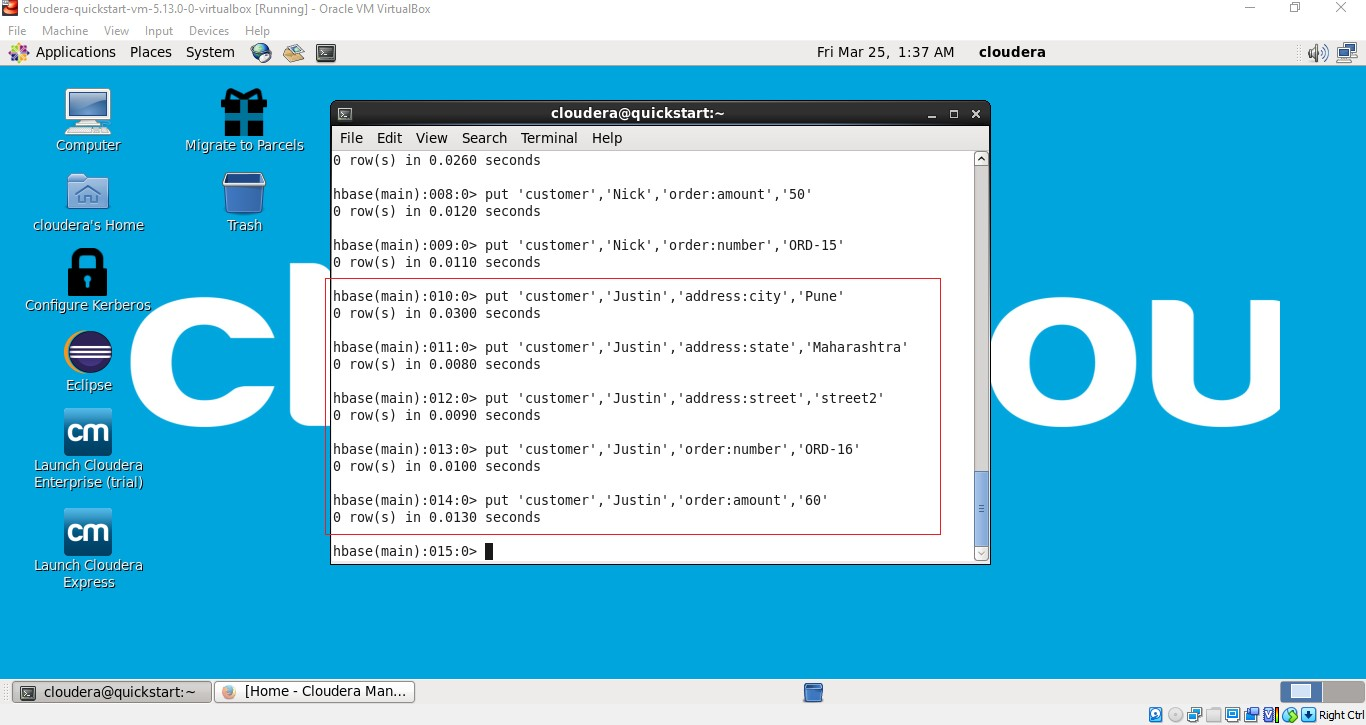 cloudera-quickstart-vm-5.13.0-0-virtualbox [Running] - Oracle VM VirtualBox
File Machine View Input Devices Help
Applications Places System Fri Mar 25, 1:37 AM cloudera
Computer
Migrate to Parcels
cloudera's Home
Trash
Configure Kerberos
Eclipse
cm
Launch Cloudera
Enterprise (trial)
cm
Launch Cloudera
Express
cl
ou
cloudera@quickstart:~
File Edit View Search Terminal Help
0 row(s) in 0.0260 seconds
hbase(main):008:0> put 'customer','Nick','order:amount','50'
0 row(s) in 0.0120 seconds
hbase(main):009:0> put 'customer','Nick','order:number','ORD-15'
0 row(s) in 0.0110 seconds
hbase(main):010:0> put 'customer','Justin','address:city','Pune'
0 row(s) in 0.0300 seconds
hbase(main):011:0> put 'customer','Justin','address:state','Maharashtra'
0 row(s) in 0.0080 seconds
hbase(main):012:0> put 'customer','Justin','address:street','street2'
0 row(s) in 0.0090 seconds
hbase(main):013:0> put 'customer','Justin','order:number','ORD-16'
0 row(s) in 0.0100 seconds
hbase(main):014:0> put 'customer','Justin','order:amount','60'
0 row(s) in 0.0130 seconds
hbase(main):015:0>
cloudera@quickstart:~ [Home - Cloudera Man...
Right Ctrl